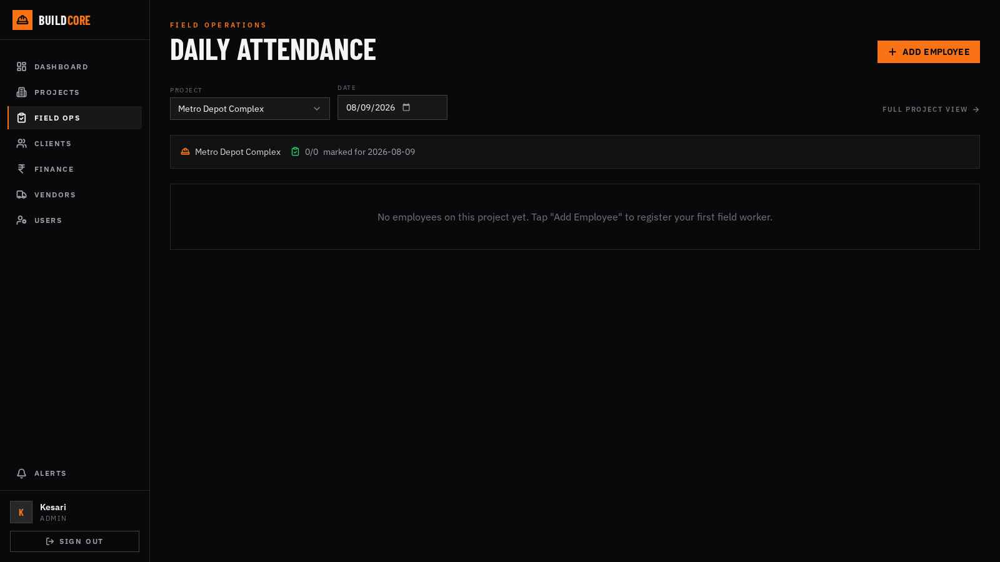 BUILDCORE
DASHBOARD
PROJECTS
FIELD OPS
CLIENTS
FINANCE
VENDORS
USERS
ALERTS
K
Kesari
ADMIN
SIGN OUT
FIELD OPERATIONS
DAILY ATTENDANCE
ADD EMPLOYEE
PROJECT
Metro Depot Complex
DATE
08/09/2026
FULL PROJECT VIEW
Metro Depot Complex 0/0 marked for 2026-08-09
No employees on this project yet. Tap "Add Employee" to register your first field worker.